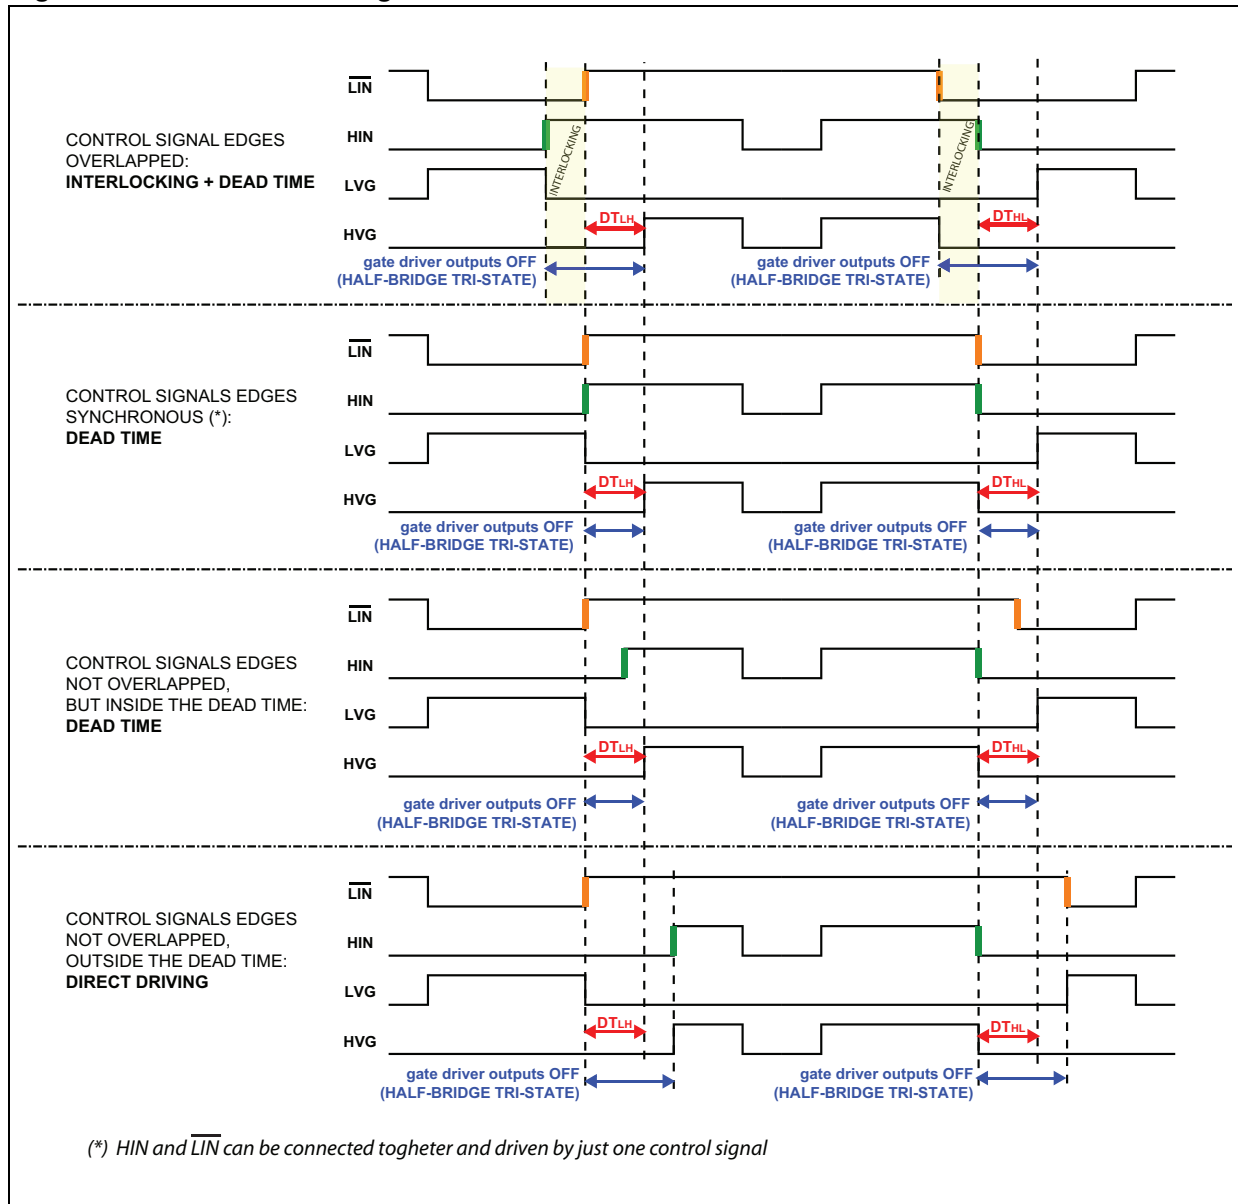 LIN
HIN
LVG
HVG
CONTROL SIGNAL EDGES
OVERLAPPED:
INTERLOCKING + DEAD TIME
INTERLOCKING
INTERLOCKING
DTLH
DTHL
gate driver outputs OFF
(HALF-BRIDGE TRI-STATE)
gate driver outputs OFF
(HALF-BRIDGE TRI-STATE)
LIN
HIN
LVG
HVG
CONTROL SIGNALS EDGES
SYNCHRONOUS (*):
DEAD TIME
DTLH
DTHL
gate driver outputs OFF
(HALF-BRIDGE TRI-STATE)
gate driver outputs OFF
(HALF-BRIDGE TRI-STATE)
LIN
HIN
LVG
HVG
CONTROL SIGNALS EDGES
NOT OVERLAPPED,
BUT INSIDE THE DEAD TIME:
DEAD TIME
DTLH
DTHL
gate driver outputs OFF
(HALF-BRIDGE TRI-STATE)
gate driver outputs OFF
(HALF-BRIDGE TRI-STATE)
LIN
HIN
LVG
HVG
CONTROL SIGNALS EDGES
NOT OVERLAPPED,
OUTSIDE THE DEAD TIME:
DIRECT DRIVING
DTLH
DTHL
gate driver outputs OFF
(HALF-BRIDGE TRI-STATE)
gate driver outputs OFF
(HALF-BRIDGE TRI-STATE)
(*) HIN and LIN can be connected togheter and driven by just one control signal